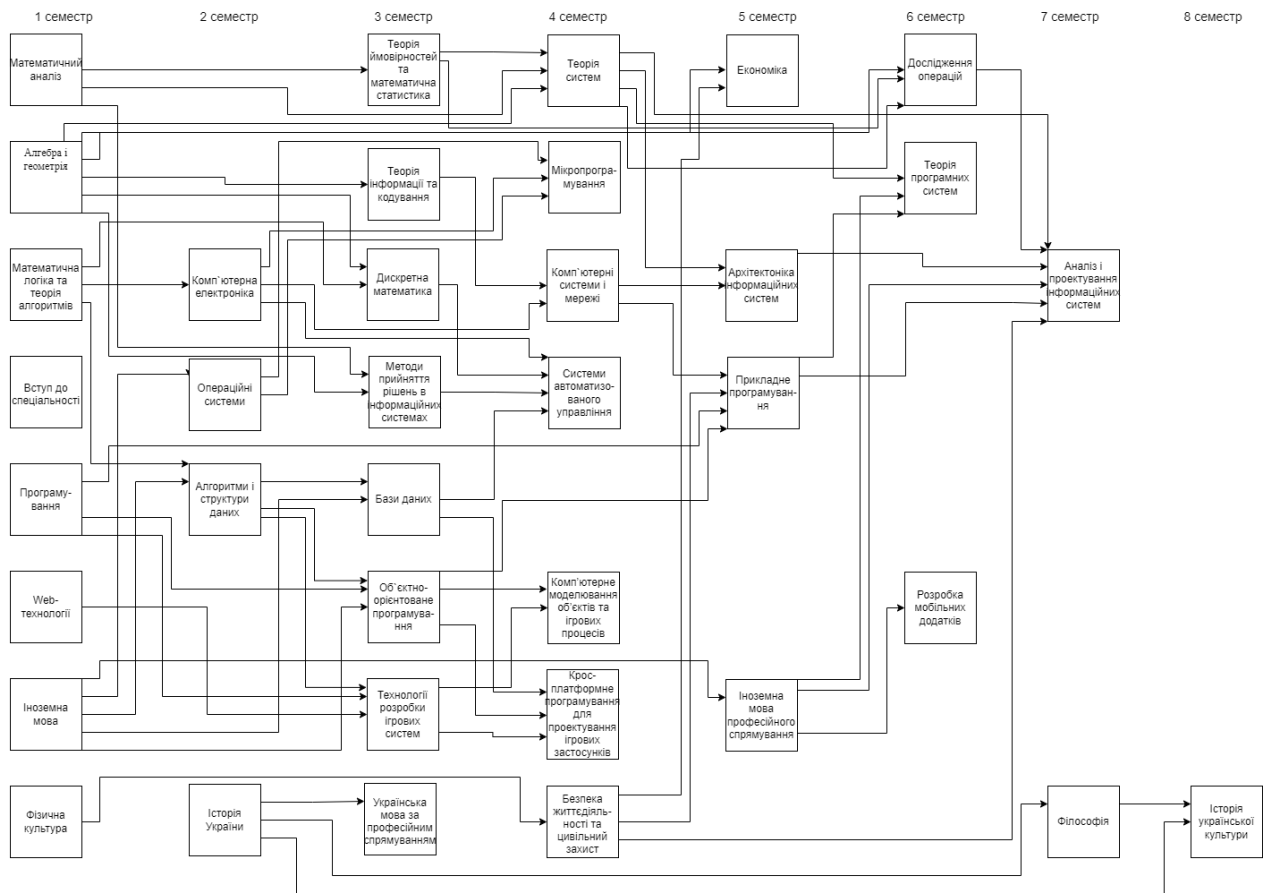 1 семестр
2 семестр
3 семестр
4 семестр
5 семестр
6 семестр
7 семестр
8 семестр
Математичний
аналіз
Теорія
ймовірностей
та
математична
статистика
Теорія
систем
Економіка
Дослідження
операцій
Алгебра і
геометрія
Теорія
інформації та
кодування
Мікропрогра-
мування
Теорія
програмних
систем
Математична
логіка та
теорія
алгоритмів
Комп`ютерна
електроніка
Дискретна
математика
Комп`ютерні
системи і
мережі
Архітектоніка
інформаційних
систем
Аналіз і
проектування
інформаційних
систем
Вступ до
спеціальності
Операційні
системи
Методи
прийняття
рішень в
інформаційних
системах
Системи
автоматизо-
ваного
управління
Прикладне
програмуван-
ня
Програму-
вання
Алгоритми і
структури
даних
Бази даних
Web-
технології
Об`єктно-
орієнтоване
програмува-
ння
Комп'ютерне
моделювання
об'єктів та
ігрових
процесів
Розробка
мобільних
додатків
Іноземна
мова
Технології
розробки
ігрових
систем
Крос-
платформне
програмування
для
проектування
ігрових
застосунків
Іноземна
мова
професійного
спрямування
Фізична
культура
Історія
України
Українська
мова за
професійним
спрямуванням
Безпека
життєдіяль-
ності та
цивільний
захист
Філософія
Історія
української
культури